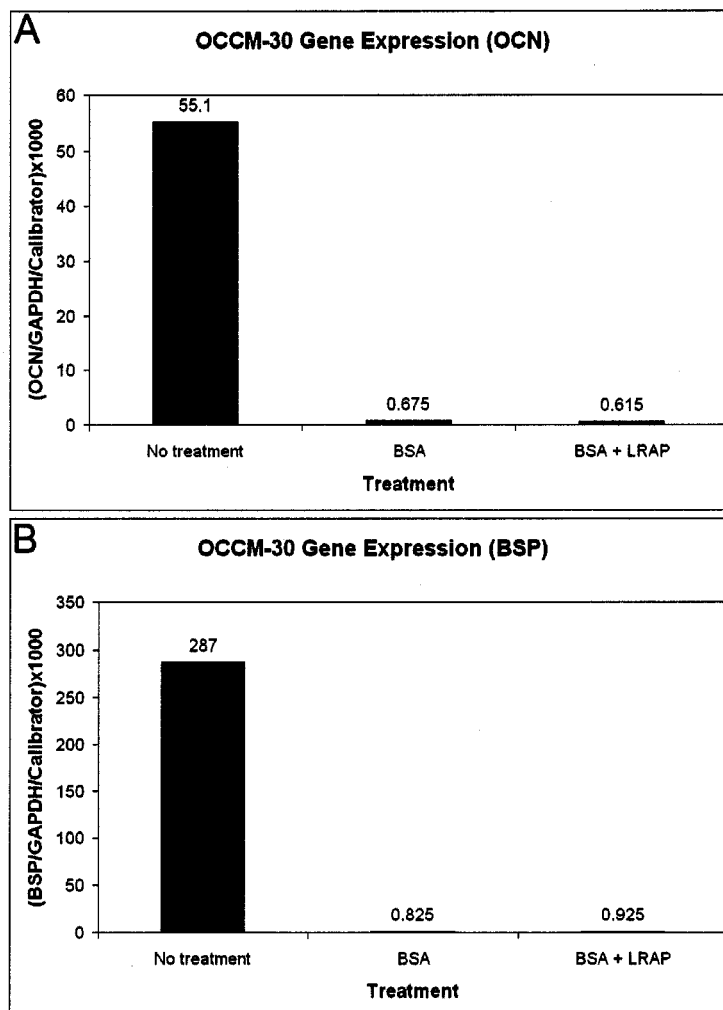 A
OCCM-30 Gene Expression (OCN)
(OCN/GAPDH/Calibrator)x1000
60
50
40
30
20
10
0
55.1
0.675
0.615
No treatment
BSA
BSA + LRAP
Treatment
B
OCCM-30 Gene Expression (BSP)
(BSP/GAPDH/Calibrator)x1000
350
300
250
200
150
100
50
0
287
0.825
0.925
No treatment
BSA
BSA + LRAP
Treatment